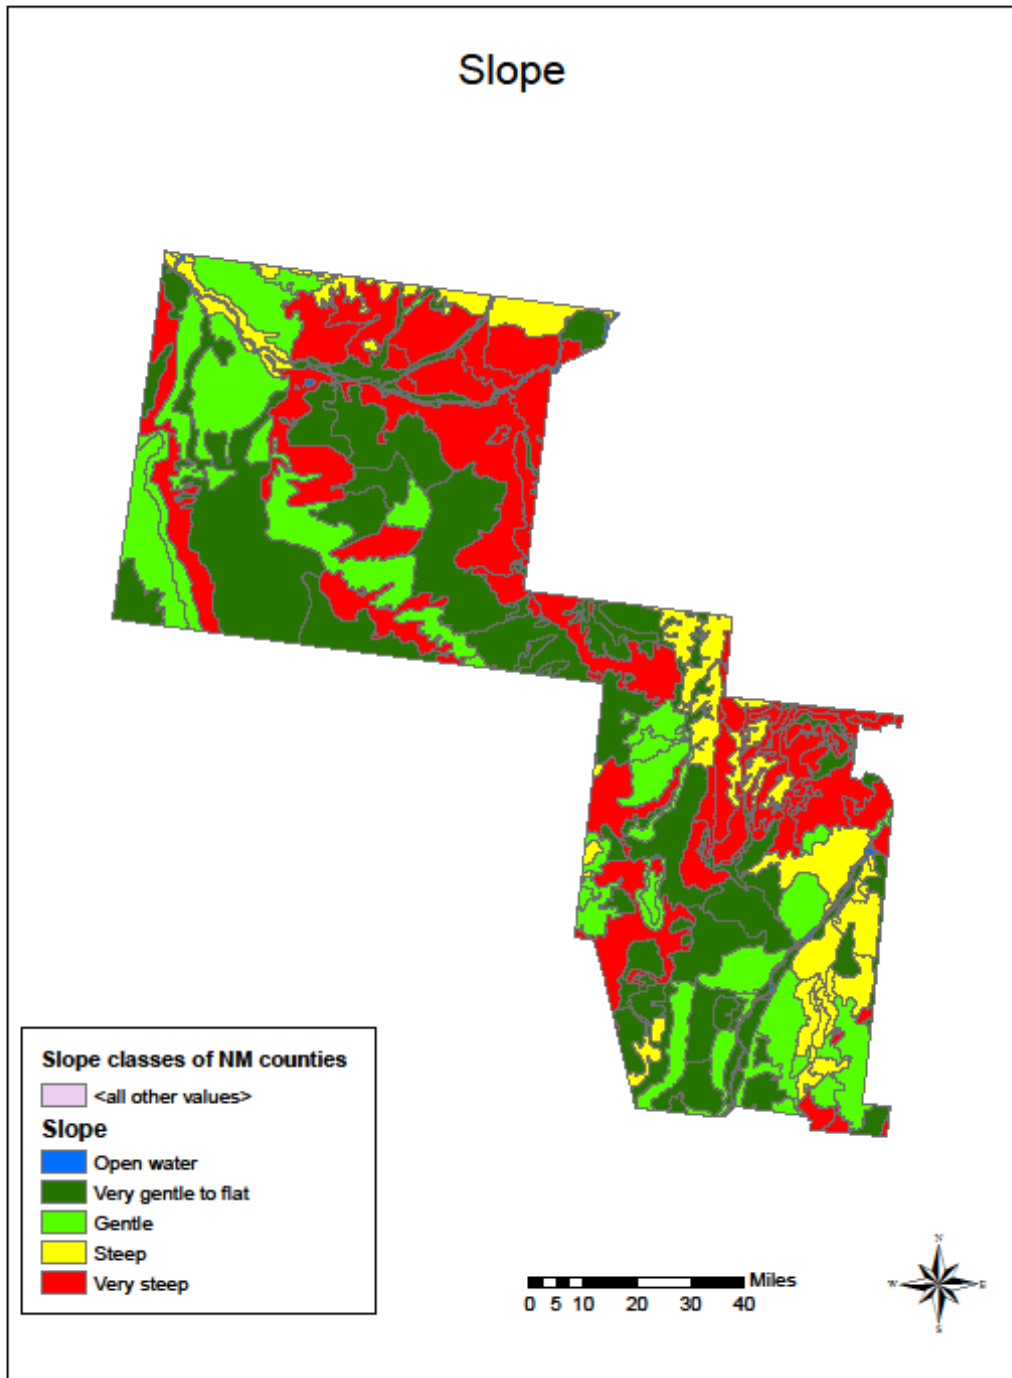 Slope
Slope classes of NM counties
<all other values>
Slope
Open water
Very gentle to flat
Gentle
Steep
Very steep
Miles
0 5 10 20 30 40
N
W E
S